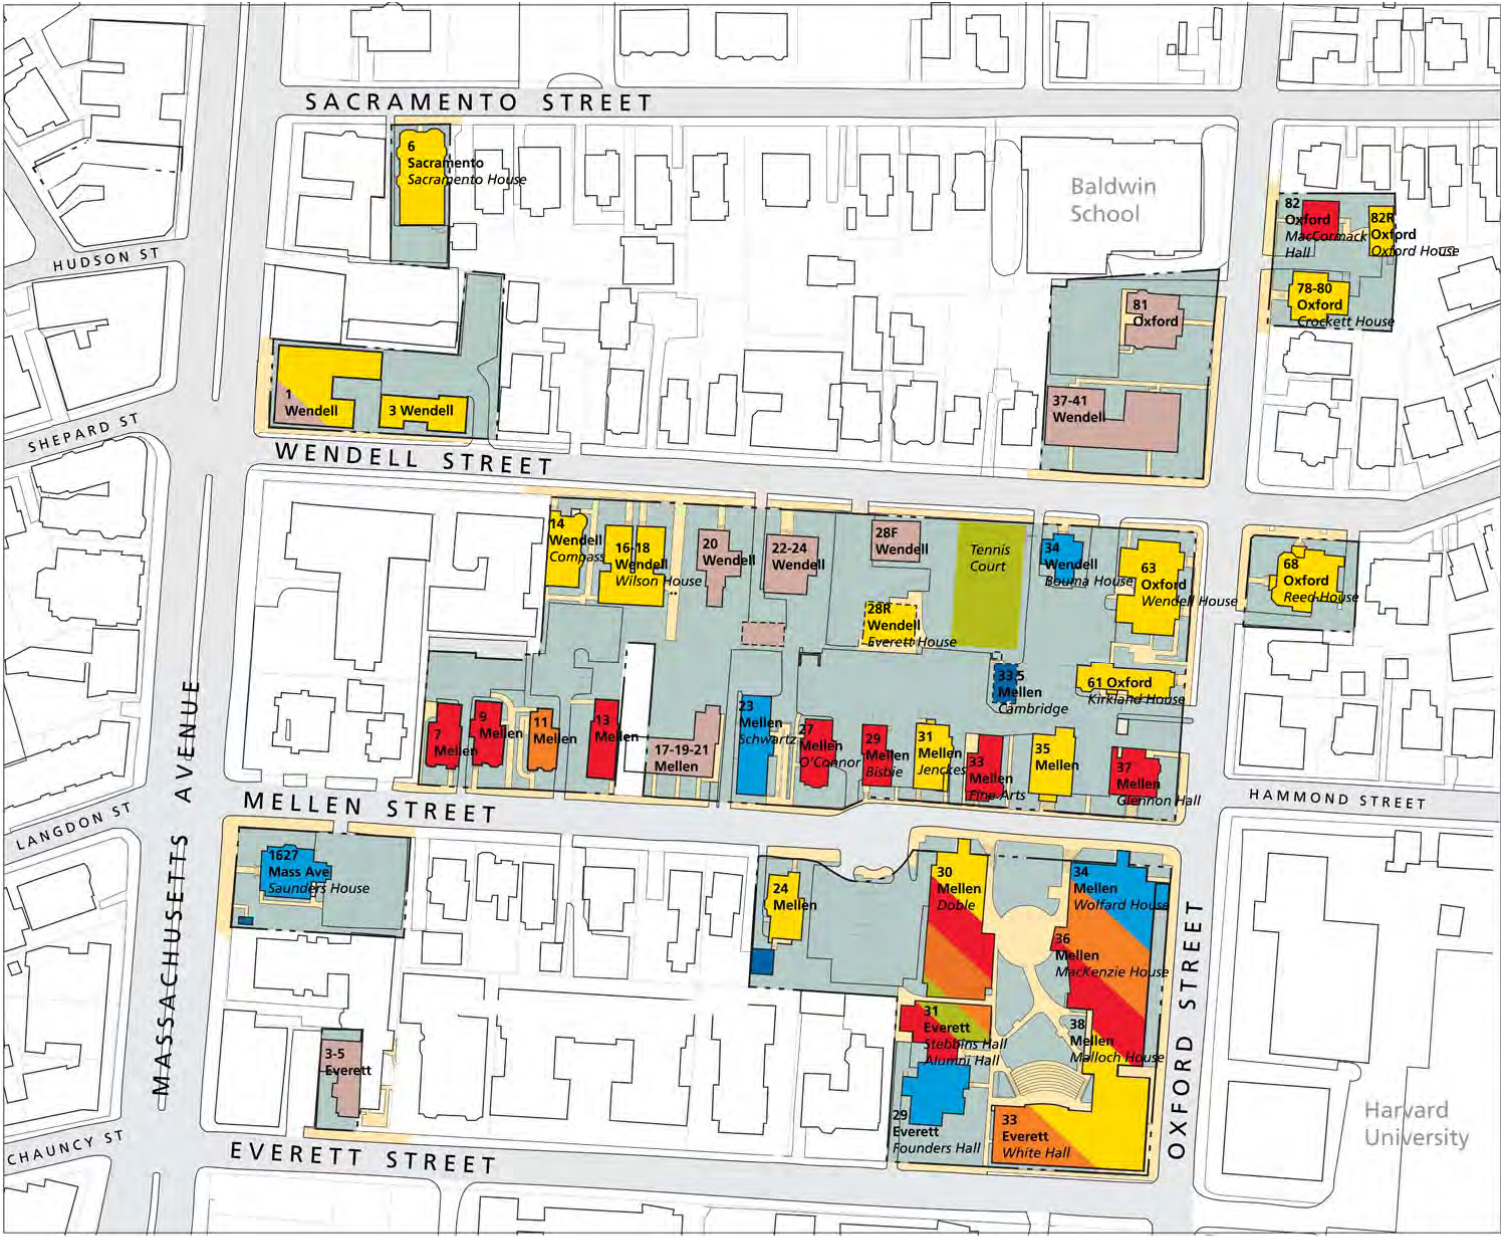 SACRAMENTO STREET
6
Sacramento
Sacramento House
Baldwin
School
82
Oxford
MacCormack
Hall
82R
Oxford
Oxford House
78-80
Oxford
Crockett House
HUDSON ST
81
Oxford
1
Wendell
3 Wendell
37-41
Wendell
SHEPARD ST
WENDELL STREET
14
Wendell
Compass
16-18
Wendell
Wilson House
20
Wendell
22-24
Wendell
28F
Wendell
Tennis
Court
34
Wendell
Bouma House
63
Oxford
Wendell House
68
Oxford
Reed House
28R
Wendell
Everett House
33.5
Mellen
Cambridge
61 Oxford
Kirkland House
7
Mellen
9
Mellen
11
Mellen
13
Mellen
17-19-21
Mellen
23
Mellen
Schwartz
27
Mellen
O'Connor
29
Mellen
Bisbie
31
Mellen
Jenckes
33
Mellen
Fine Arts
35
Mellen
37
Mellen
Glennon Hall
MASSACHUSETTS AVENUE
MELLEN STREET
HAMMOND STREET
LANGDON ST
1627
Mass Ave
Saunders House
24
Mellen
30
Mellen
Doble
34
Mellen
Wolfard House
36
Mellen
MacKenzie House
38
Mellen
Malloch House
31
Everett
Stebbins Hall
Alumni Hall
3-5
Everett
29
Everett
Founders Hall
33
Everett
White Hall
OXFORD STREET
Harvard
University
CHAUNCY ST
EVERETT STREET